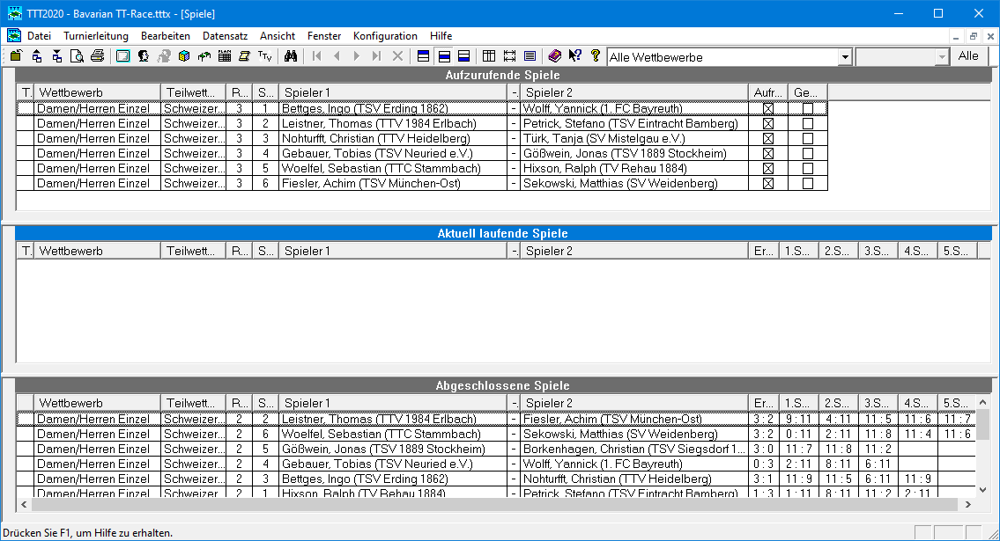 TTT2020 - Bavarian TT-Race.tttx - [Spiele]
Datei Turnierleitung Bearbeiten Datensatz Ansicht Fenster Konfiguration Hilfe
Alle Wettbewerbe Alle
Aufzurufende Spiele
T. Wettbewerb Teilwett... R... S... Spieler 1 -. Spieler 2 Aufr... Ge...
Damen/Herren Einzel Schweizer... 3 1 Bettges, Ingo (TSV Erding 1862) - Wolff, Yannick (1. FC Bayreuth)
Damen/Herren Einzel Schweizer... 3 2 Leistner, Thomas (TTV 1984 Erlbach) - Petrick, Stefano (TSV Eintracht Bamberg)
Damen/Herren Einzel Schweizer... 3 3 Nohturfft, Christian (TTV Heidelberg) - Türk, Tanja (SV Mistelgau e.V.)
Damen/Herren Einzel Schweizer... 3 4 Gebauer, Tobias (TSV Neuried e.V.) - Gößwein, Jonas (TSV 1889 Stockheim)
Damen/Herren Einzel Schweizer... 3 5 Woelfel, Sebastian (TTC Stammbach) - Hixson, Ralph (TV Rehau 1884)
Damen/Herren Einzel Schweizer... 3 6 Fiesler, Achim (TSV München-Ost) - Sekowski, Matthias (SV Weidenberg)
Aktuell laufende Spiele
T. Wettbewerb Teilwett... R... S... Spieler 1 -. Spieler 2 Er... 1.S... 2.S... 3.S... 4.S... 5.S...
Abgeschlossene Spiele
Wettbewerb Teilwett... R... S... Spieler 1 -. Spieler 2 Er... 1.S... 2.S... 3.S... 4.S... 5.S...
Damen/Herren Einzel Schweizer... 2 2 Leistner, Thomas (TTV 1984 Erlbach) - Fiesler, Achim (TSV München-Ost) 3 : 2 9 : 11 4 : 11 11 : 5 11 : 6 11 : 7
Damen/Herren Einzel Schweizer... 2 6 Woelfel, Sebastian (TTC Stammbach) - Sekowski, Matthias (SV Weidenberg) 3 : 2 0 : 11 2 : 11 11 : 8 11 : 4 11 : 6
Damen/Herren Einzel Schweizer... 2 5 Gößwein, Jonas (TSV 1889 Stockheim) - Borkenhagen, Christian (TSV Siegsdorf 1... 3 : 0 11 : 7 11 : 8 11 : 2
Damen/Herren Einzel Schweizer... 2 4 Gebauer, Tobias (TSV Neuried e.V.) - Wolff, Yannick (1. FC Bayreuth) 0 : 3 2 : 11 8 : 11 6 : 11
Damen/Herren Einzel Schweizer... 2 3 Bettges, Ingo (TSV Erding 1862) - Nohturfft, Christian (TTV Heidelberg) 3 : 1 11 : 9 11 : 5 6 : 11 11 : 9
Damen/Herren Einzel Schweizer... 2 1 Hixson, Ralph (TV Rehau 1884) - Petrick, Stefano (TSV Eintracht Bamberg) 1 : 3 1 : 11 8 : 11 11 : 2 2 : 11
Drücken Sie F1, um Hilfe zu erhalten.